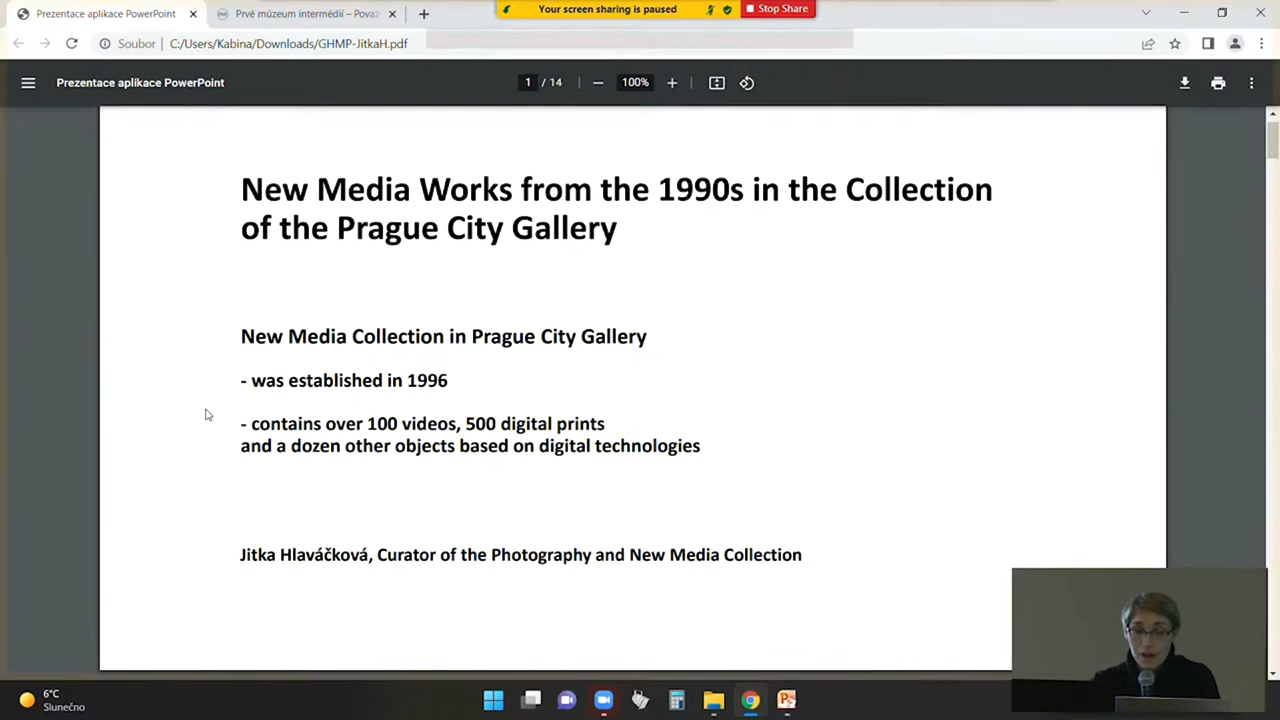 Prezentace aplikace PowerPoint
Prvé múzeum intermédií – Pova
Your screen sharing is paused
Stop Share
Soubor
C:/Users/Kabina/Downloads/GHMP-JitkaH.pdf
Prezentace aplikace PowerPoint
1 / 14
100%
New Media Works from the 1990s in the Collection
of the Prague City Gallery
New Media Collection in Prague City Gallery
- was established in 1996
- contains over 100 videos, 500 digital prints
and a dozen other objects based on digital technologies
Jitka Hlaváčková, Curator of the Photography and New Media Collection
6°C
Slunečno